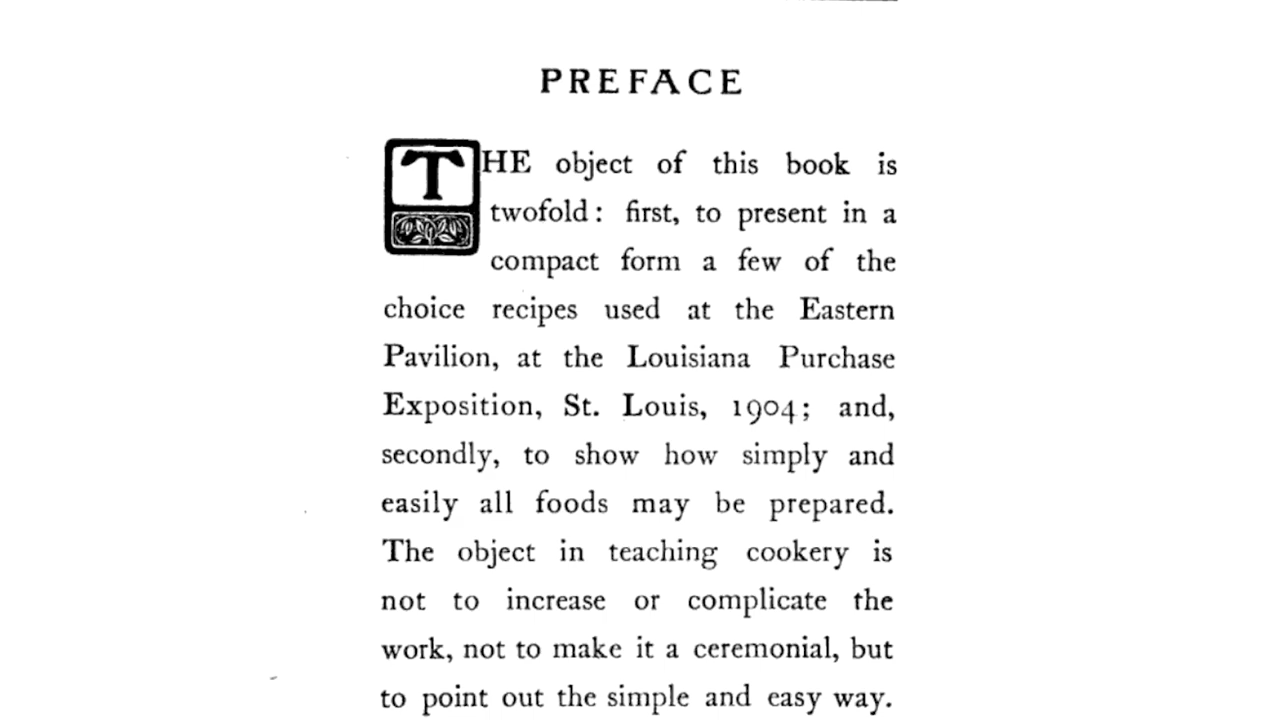 PREFACE
THE object of this book is
twofold: first, to present in a
compact form a few of the
choice recipes used at the Eastern
Pavilion, at the Louisiana Purchase
Exposition, St. Louis, 1904; and,
secondly, to show how simply and
easily all foods may be prepared.
The object in teaching cookery is
not to increase or complicate the
work, not to make it a ceremonial, but
to point out the simple and easy way.